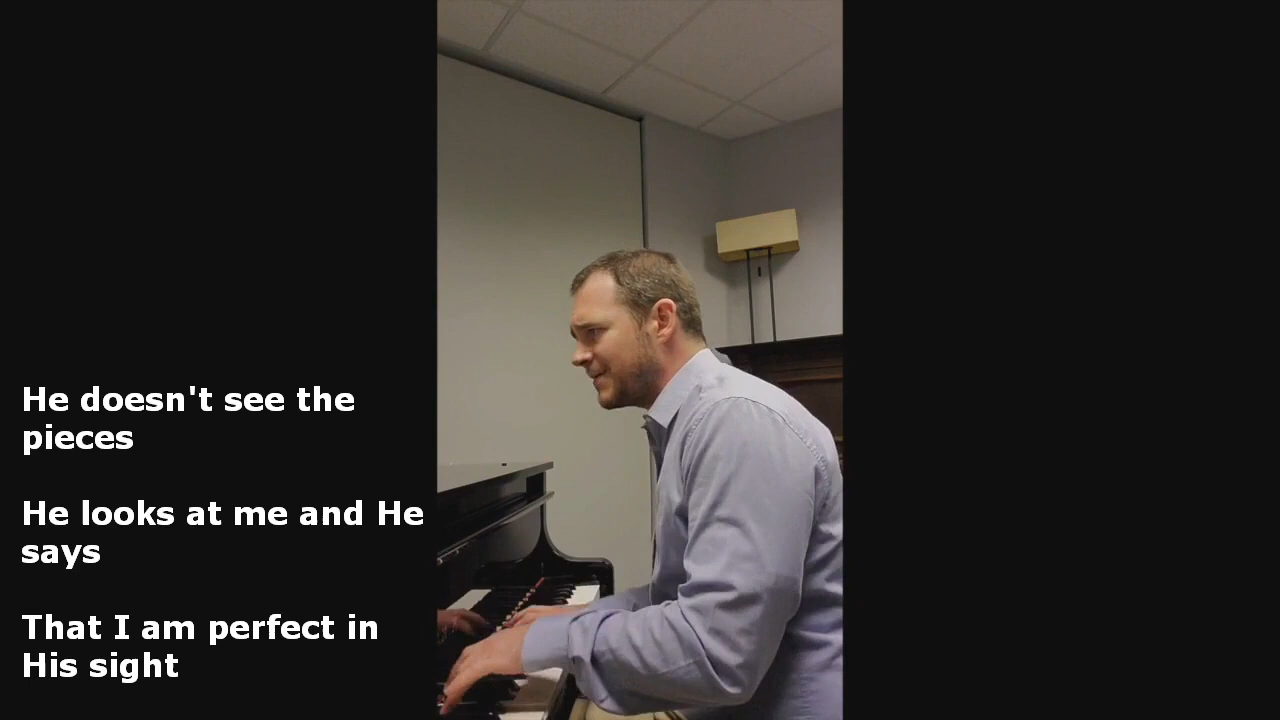 He doesn't see the
pieces
He looks at me and He
says
That I am perfect in
His sight